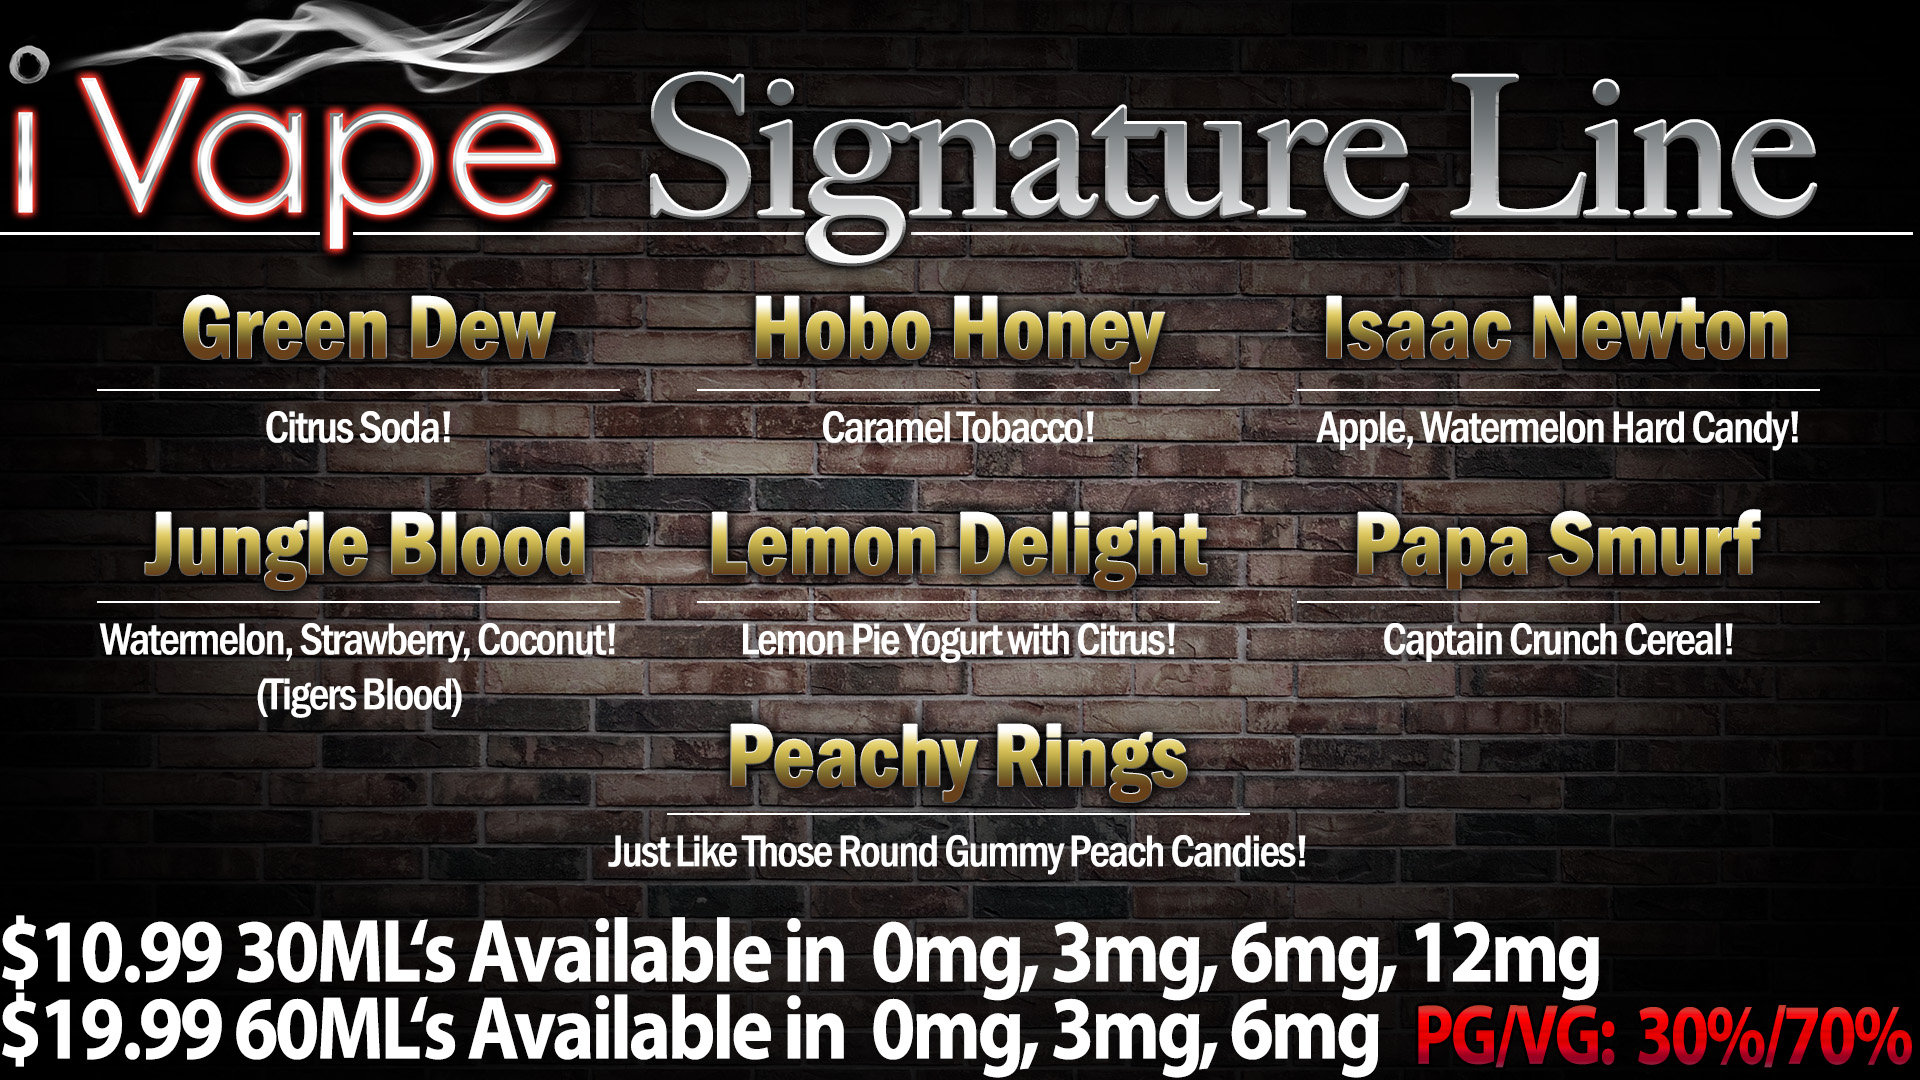 i Vape Signature Line
Green Dew
Citrus Soda!
Hobo Honey
Caramel Tobacco!
Isaac Newton
Apple, Watermelon Hard Candy!
Jungle Blood
Watermelon, Strawberry, Coconut!
(Tigers Blood)
Lemon Delight
Lemon Pie Yogurt with Citrus!
Papa Smurf
Captain Crunch Cereal!
Peachy Rings
Just Like Those Round Gummy Peach Candies!
$10.99 30ML‘s Available in 0mg, 3mg, 6mg, 12mg
$19.99 60ML‘s Available in 0mg, 3mg, 6mg PG/VG: 30%/70%